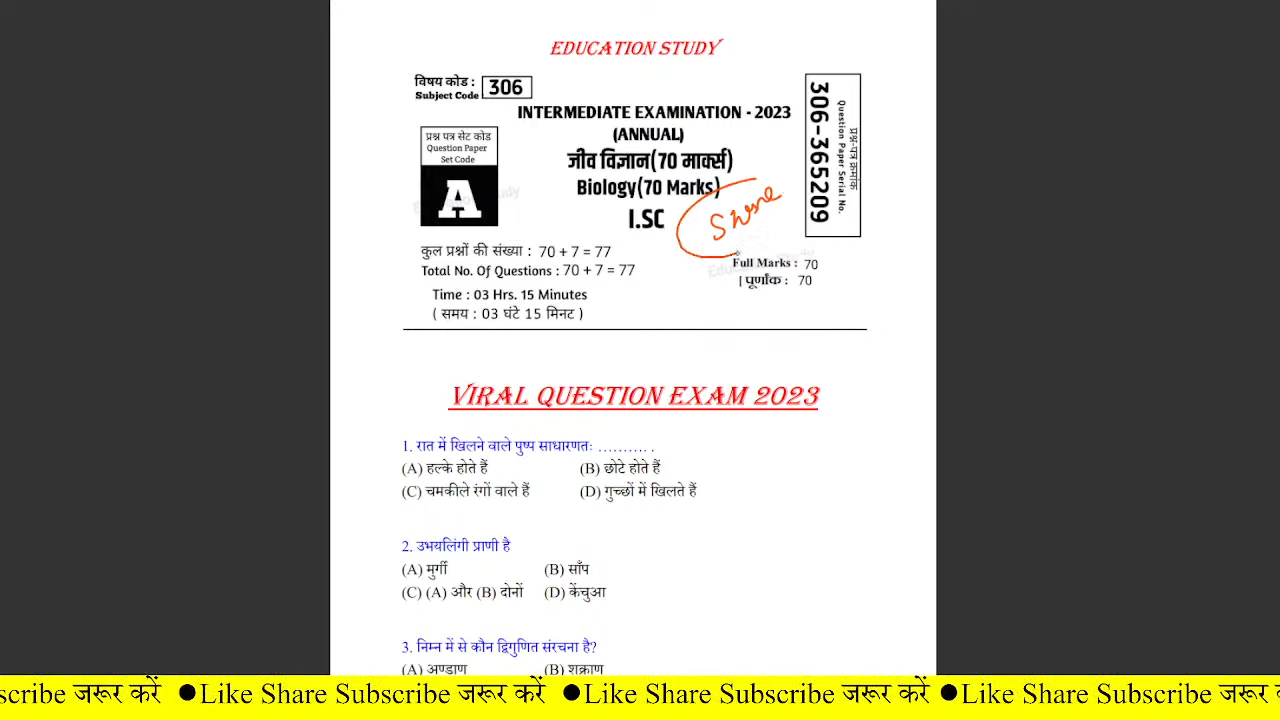 EDUCATION STUDY
विषय कोड :
Subject Code
306
INTERMEDIATE EXAMINATION - 2023
(ANNUAL)
जीव विज्ञान(70 मार्क्स)
Biology(70 Marks)
I.SC
प्रश्न पत्र सेट कोड
Question Paper
Set Code
A
Share
प्रश्न-पत्र क्रमांक
Question Paper Serial No.
306-365209
कुल प्रश्नों की संख्या : 70 + 7 = 77
Total No. Of Questions : 70 + 7 = 77
Full Marks : 70
| पूर्णांक : 70
Time : 03 Hrs. 15 Minutes
( समय : 03 घंटे 15 मिनट )
VIRAL QUESTION EXAM 2023
1. रात में खिलने वाले पुष्प साधारणतः ………. .
(A) हल्के होते हैं (B) छोटे होते हैं
(C) चमकीले रंगों वाले हैं (D) गुच्छों में खिलते हैं
2. उभयलिंगी प्राणी है
(A) मुर्गी (B) साँप
(C) (A) और (B) दोनों (D) केंचुआ
3. निम्न में से कौन द्विगुणित संरचना है?
(A) अण्डाणु (B) शुक्राणु
scribe जरूर करें ●Like Share Subscribe जरूर करें ●Like Share Subscribe जरूर करें ●Like Share Subscribe जरूर क